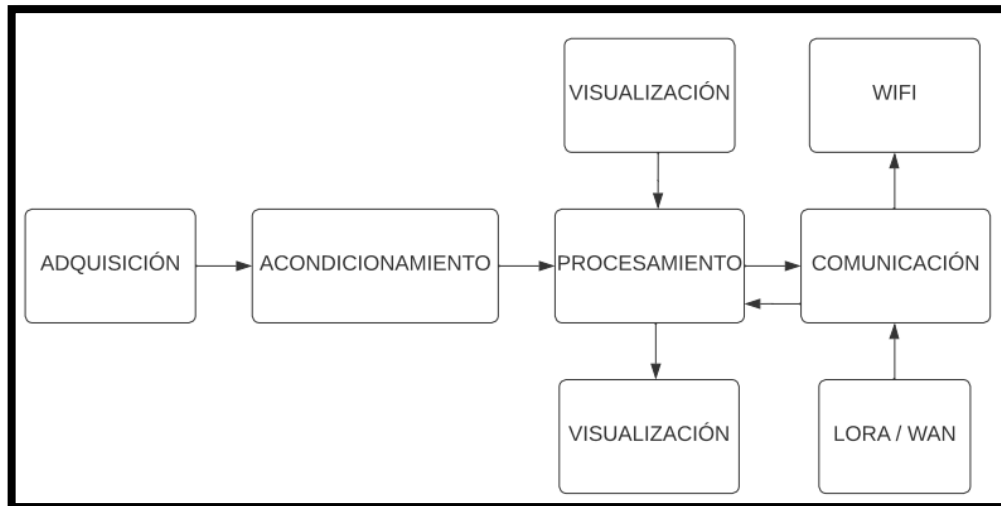 VISUALIZACIÓN
WIFI
ADQUISICIÓN
ACONDICIONAMIENTO
PROCESAMIENTO
COMUNICACIÓN
VISUALIZACIÓN
LORA / WAN